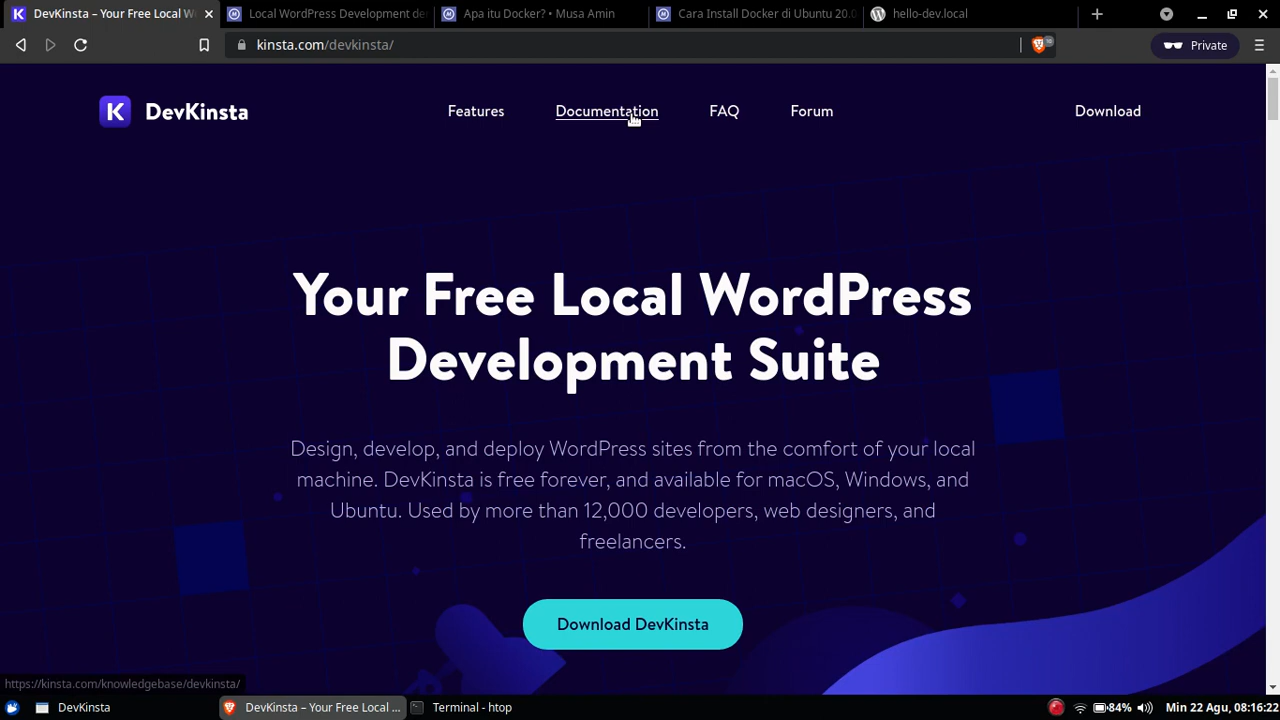 DevKinsta – Your Free Local W
Local WordPress Development de
Apa itu Docker? • Musa Amin
Cara Install Docker di Ubuntu 20.0
hello-dev.local
kinsta.com/devkinsta/
Private
K DevKinsta
Features
Documentation
FAQ
Forum
Download
Your Free Local WordPress
Development Suite
Design, develop, and deploy WordPress sites from the comfort of your local
machine. DevKinsta is free forever, and available for macOS, Windows, and
Ubuntu. Used by more than 12,000 developers, web designers, and
freelancers.
Download DevKinsta
https://kinsta.com/knowledgebase/devkinsta/
DevKinsta
DevKinsta – Your Free Local ...
Terminal - htop
84%
Min 22 Agu, 08:16:22